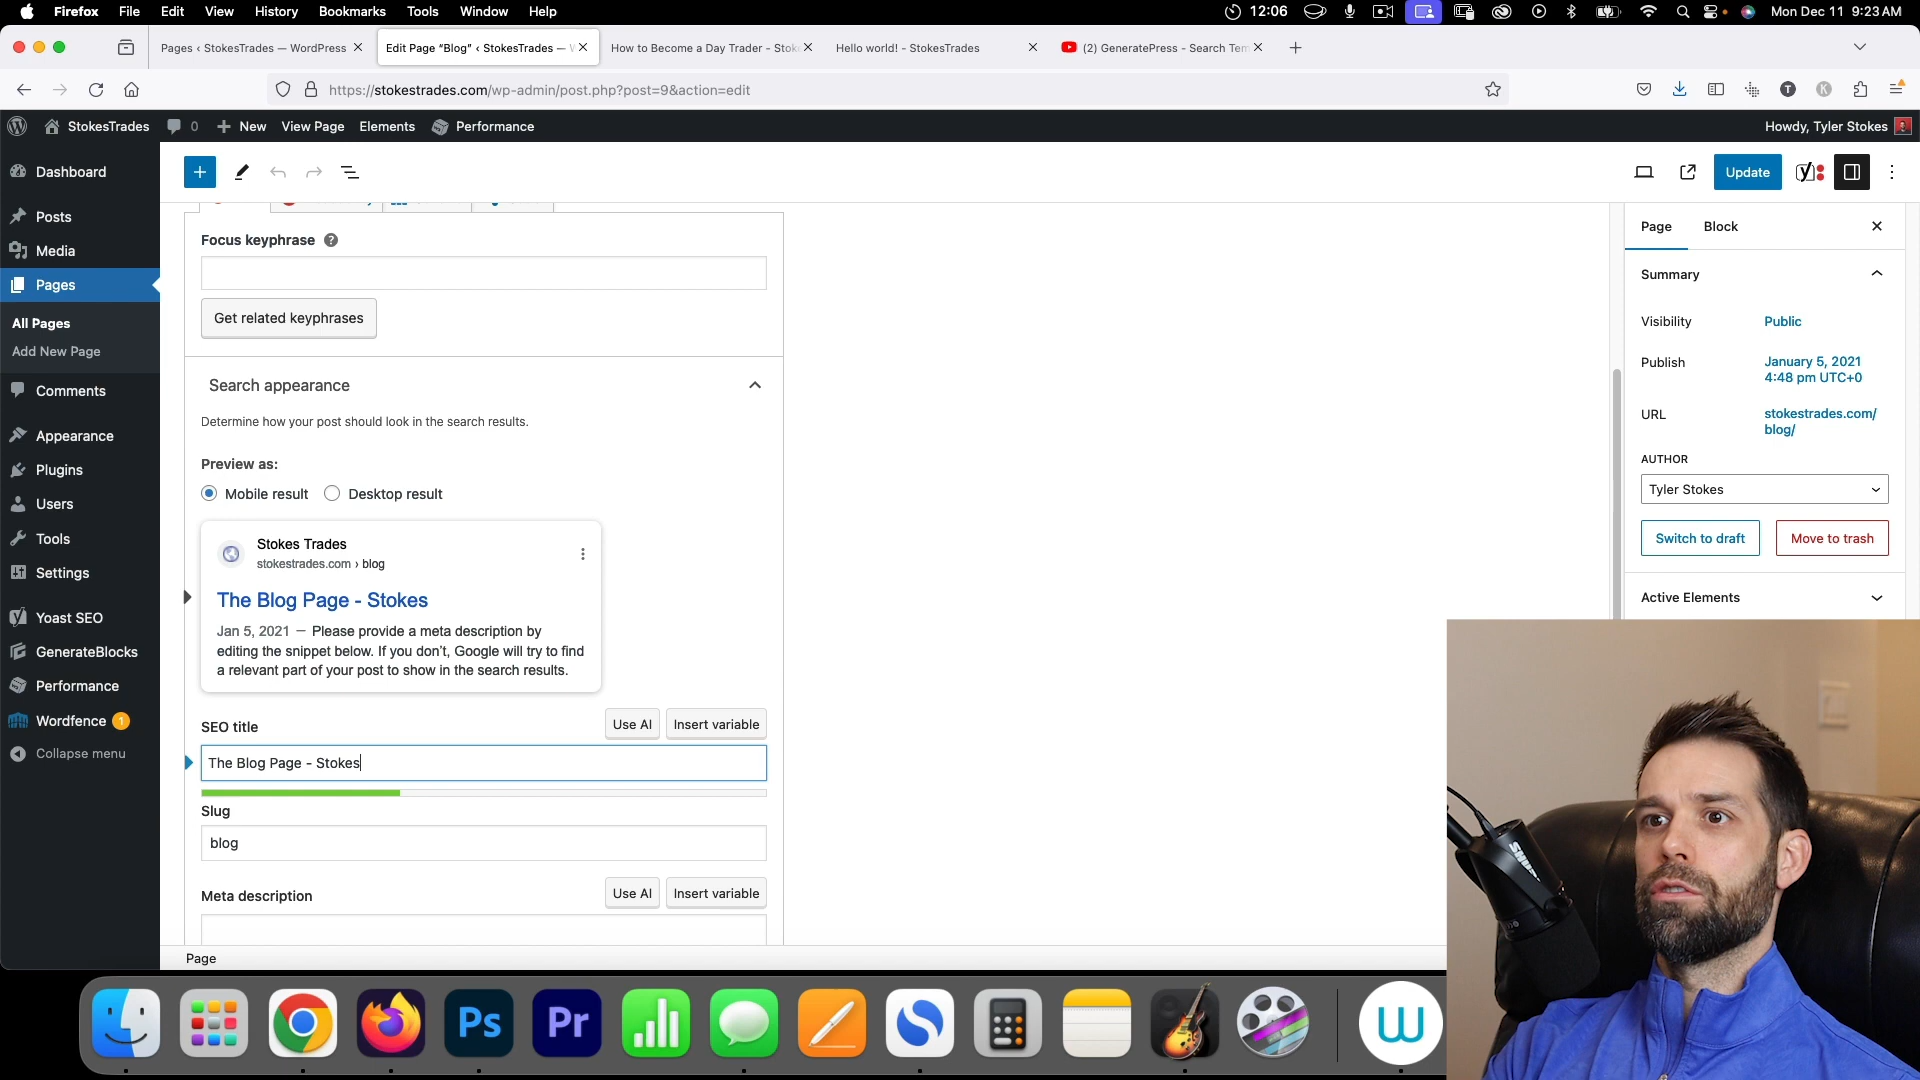 Firefox File Edit View History Bookmarks Tools Window Help 12:06 Mon Dec 11 9:23 AM
Pages ‹ StokesTrades — WordPress Edit Page “Blog” ‹ StokesTrades — How to Become a Day Trader - Stok Hello world! - StokesTrades (2) GeneratePress - Search Tem
https://stokestrades.com/wp-admin/post.php?post=9&action=edit
StokesTrades 0 New View Page Elements Performance Howdy, Tyler Stokes
Dashboard
Posts
Media
Pages
All Pages
Add New Page
Comments
Appearance
Plugins
Users
Tools
Settings
Yoast SEO
GenerateBlocks
Performance
Wordfence 1
Collapse menu
Update
Focus keyphrase ?
Get related keyphrases
Search appearance
Determine how your post should look in the search results.
Preview as:
Mobile result Desktop result
Stokes Trades
stokestrades.com › blog
The Blog Page - Stokes
Jan 5, 2021 — Please provide a meta description by
editing the snippet below. If you don’t, Google will try to find
a relevant part of your post to show in the search results.
SEO title Use AI Insert variable
The Blog Page - Stokes
Slug
blog
Meta description Use AI Insert variable
Page
Page Block
Summary
Visibility Public
Publish January 5, 2021
4:48 pm UTC+0
URL stokestrades.com/
blog/
AUTHOR
Tyler Stokes
Switch to draft Move to trash
Active Elements
Ps Pr
SHURE